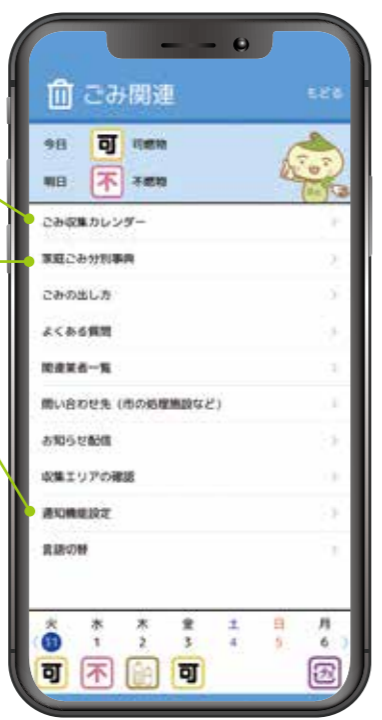 ごみ関連
もどる
今日 可 可燃物
明日 不 不燃物
ごみ収集カレンダー
家庭ごみ分別事典
ごみの出し方
よくある質問
関連業者一覧
問い合わせ先（市の処理施設など）
お知らせ配信
収集エリアの確認
通知機能設定
言語切替
火 水 木 金 土 日 月
1 2 3 4 5 6
可 不 可